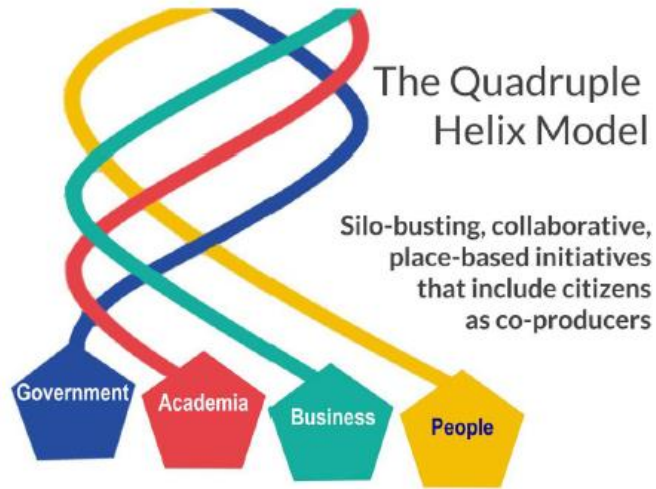 The Quadruple
Helix Model
Silo-busting, collaborative,
place-based initiatives
that include citizens
as co-producers
Government
Academia
Business
People